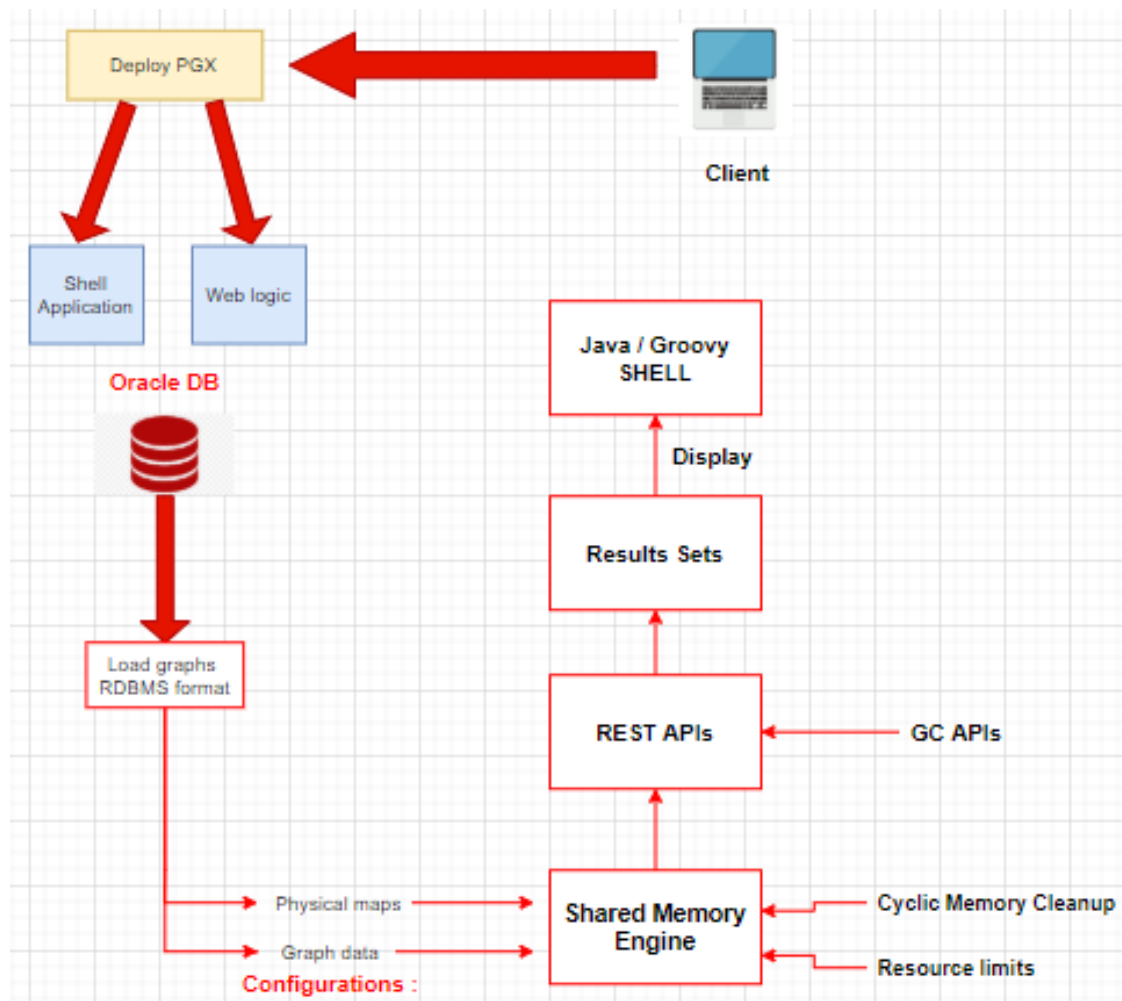 Deploy PGX
Client
Shell
Application
Web logic
Oracle DB
Java / Groovy
SHELL
Display
Results Sets
Load graphs
RDBMS format
REST APIs
GC APIs
Physical maps
Graph data
Configurations :
Shared Memory
Engine
Cyclic Memory Cleanup
Resource limits